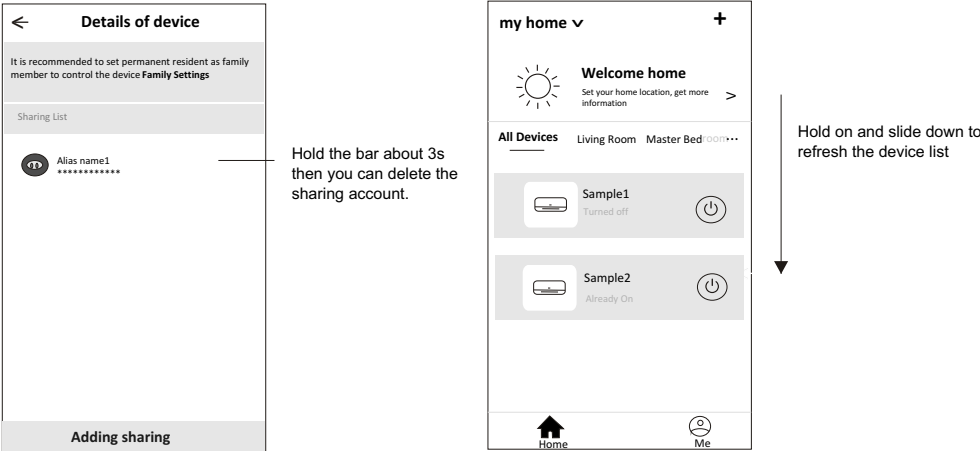 Details of device
It is recommended to set permanent resident as family
member to control the device Family Settings
Sharing List
Alias name1
************
Adding sharing
Hold the bar about 3s
then you can delete the
sharing account.
my home
+
Welcome home
Set your home location, get more
information
>
All Devices Living Room Master Bedroom...
Sample1
Turned off
Sample2
Already On
Home Me
Hold on and slide down to
refresh the device list